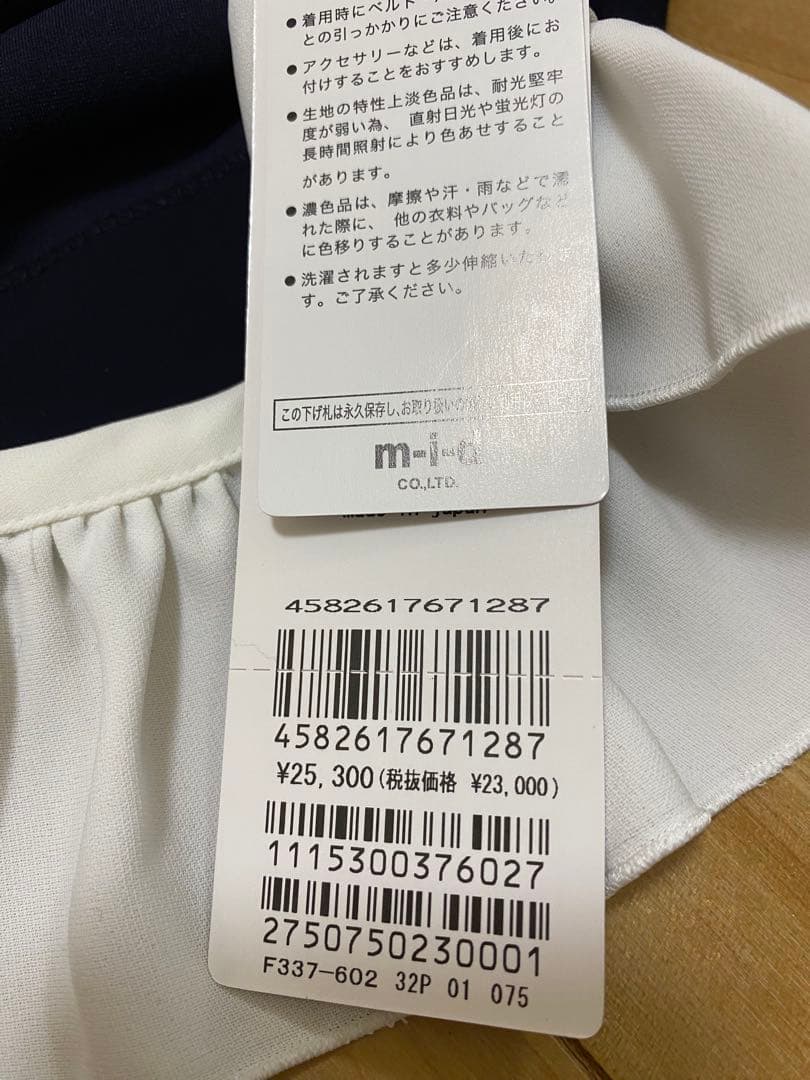 ● 着用時にベルト・
との引っかかりにご注意ください。
● アクセサリーなどは、着用後にお
付けすることをおすすめします。
● 生地の特性上淡色品は、耐光堅牢
度が弱い為、 直射日光や蛍光灯の
長時間照射により色あせすること
があります。
● 濃色品は、摩擦や汗・雨などで濡
れた際に、 他の衣料やバッグなど
に色移りすることがあります。
● 洗濯されますと多少伸縮いたしま
す。ご了承ください。
この下げ札は永久保存し、お取り扱いの
m-i-d
CO.,LTD.
Made in Japan
4582617671287
4582617671287
¥25,300(税抜価格 ¥23,000)
1115300376027
2750750230001
F337-602 32P 01 075